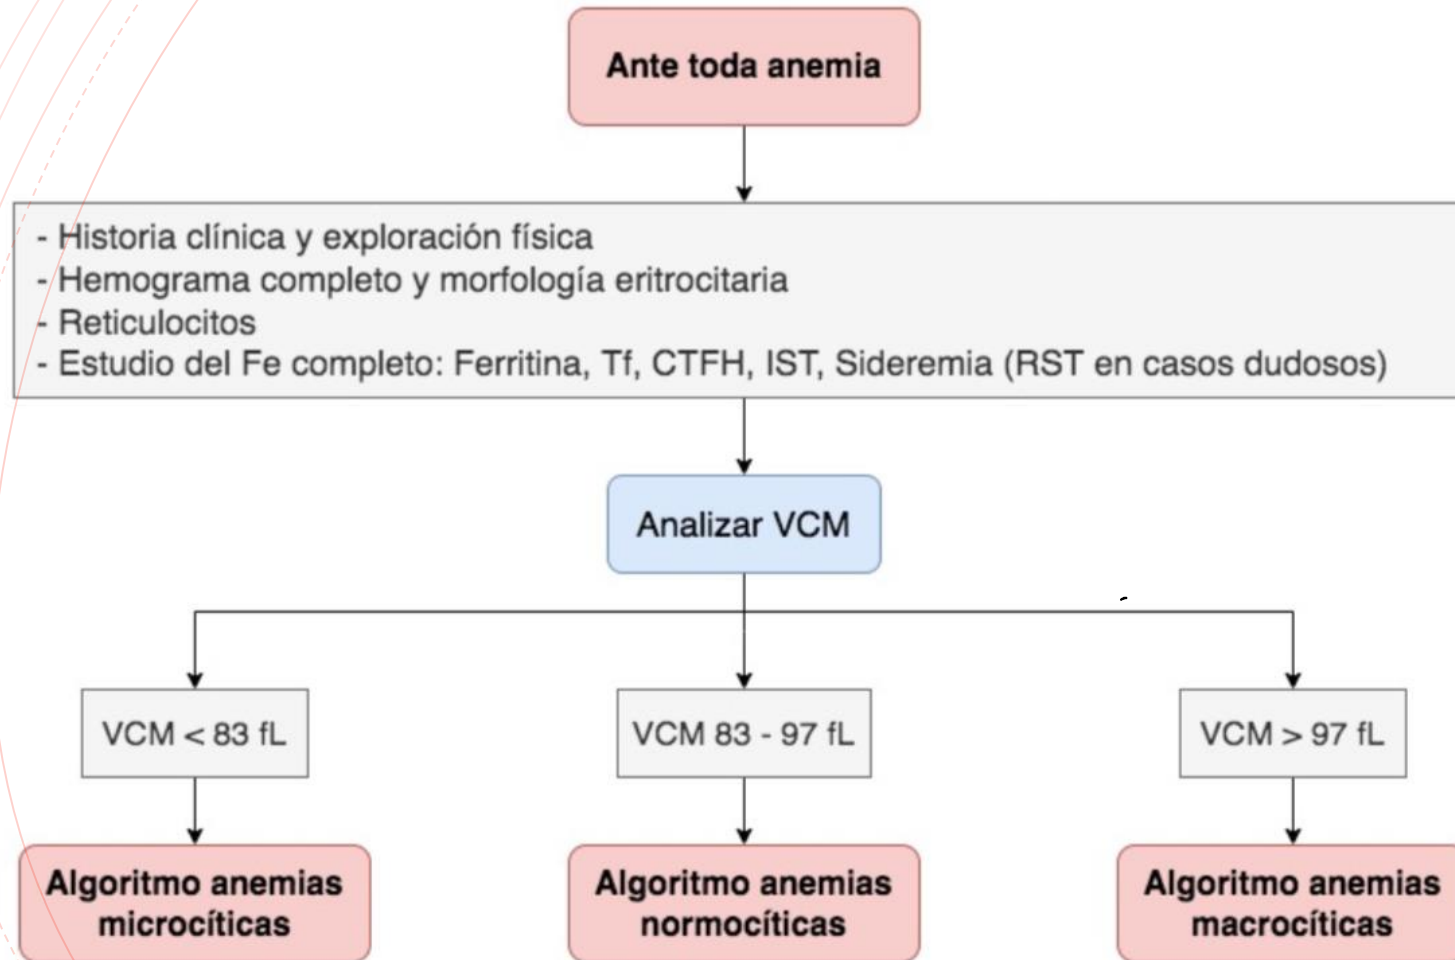 Ante toda anemia
- Historia clínica y exploración física
- Hemograma completo y morfología eritrocitaria
- Reticulocitos
- Estudio del Fe completo: Ferritina, Tf, CTFH, IST, Sideremia (RST en casos dudosos)
Analizar VCM
VCM < 83 fL
VCM 83 - 97 fL
VCM > 97 fL
Algoritmo anemias
microcíticas
Algoritmo anemias
normocíticas
Algoritmo anemias
macrocíticas